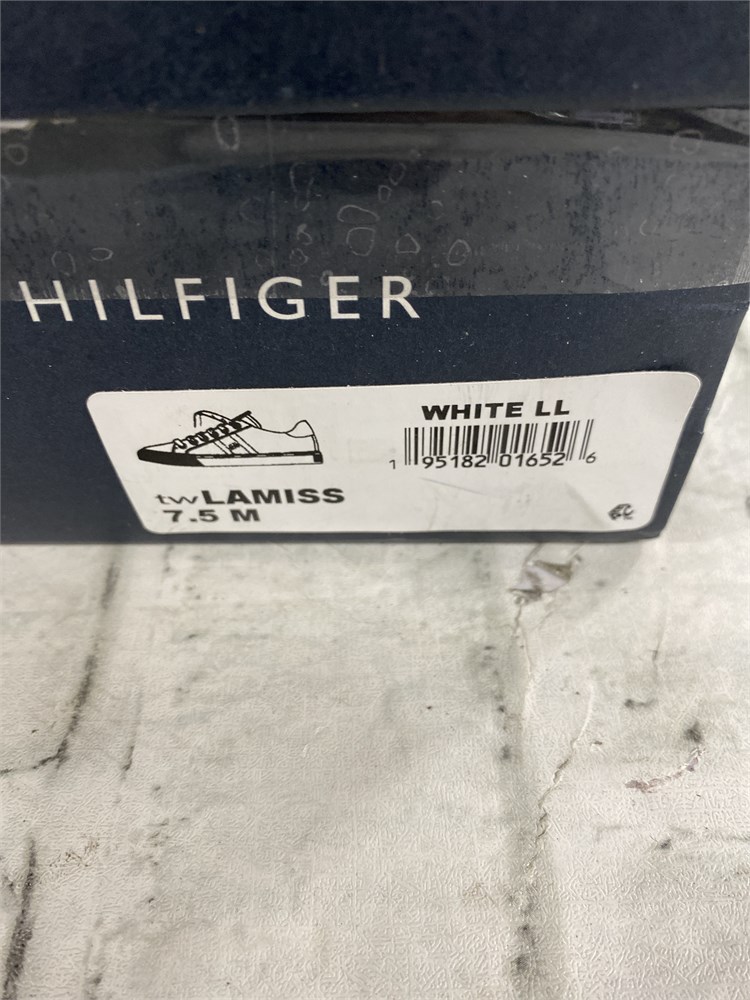 HILFIGER
WHITE LL
1 95182 01652 6
twLAMISS
7.5 M